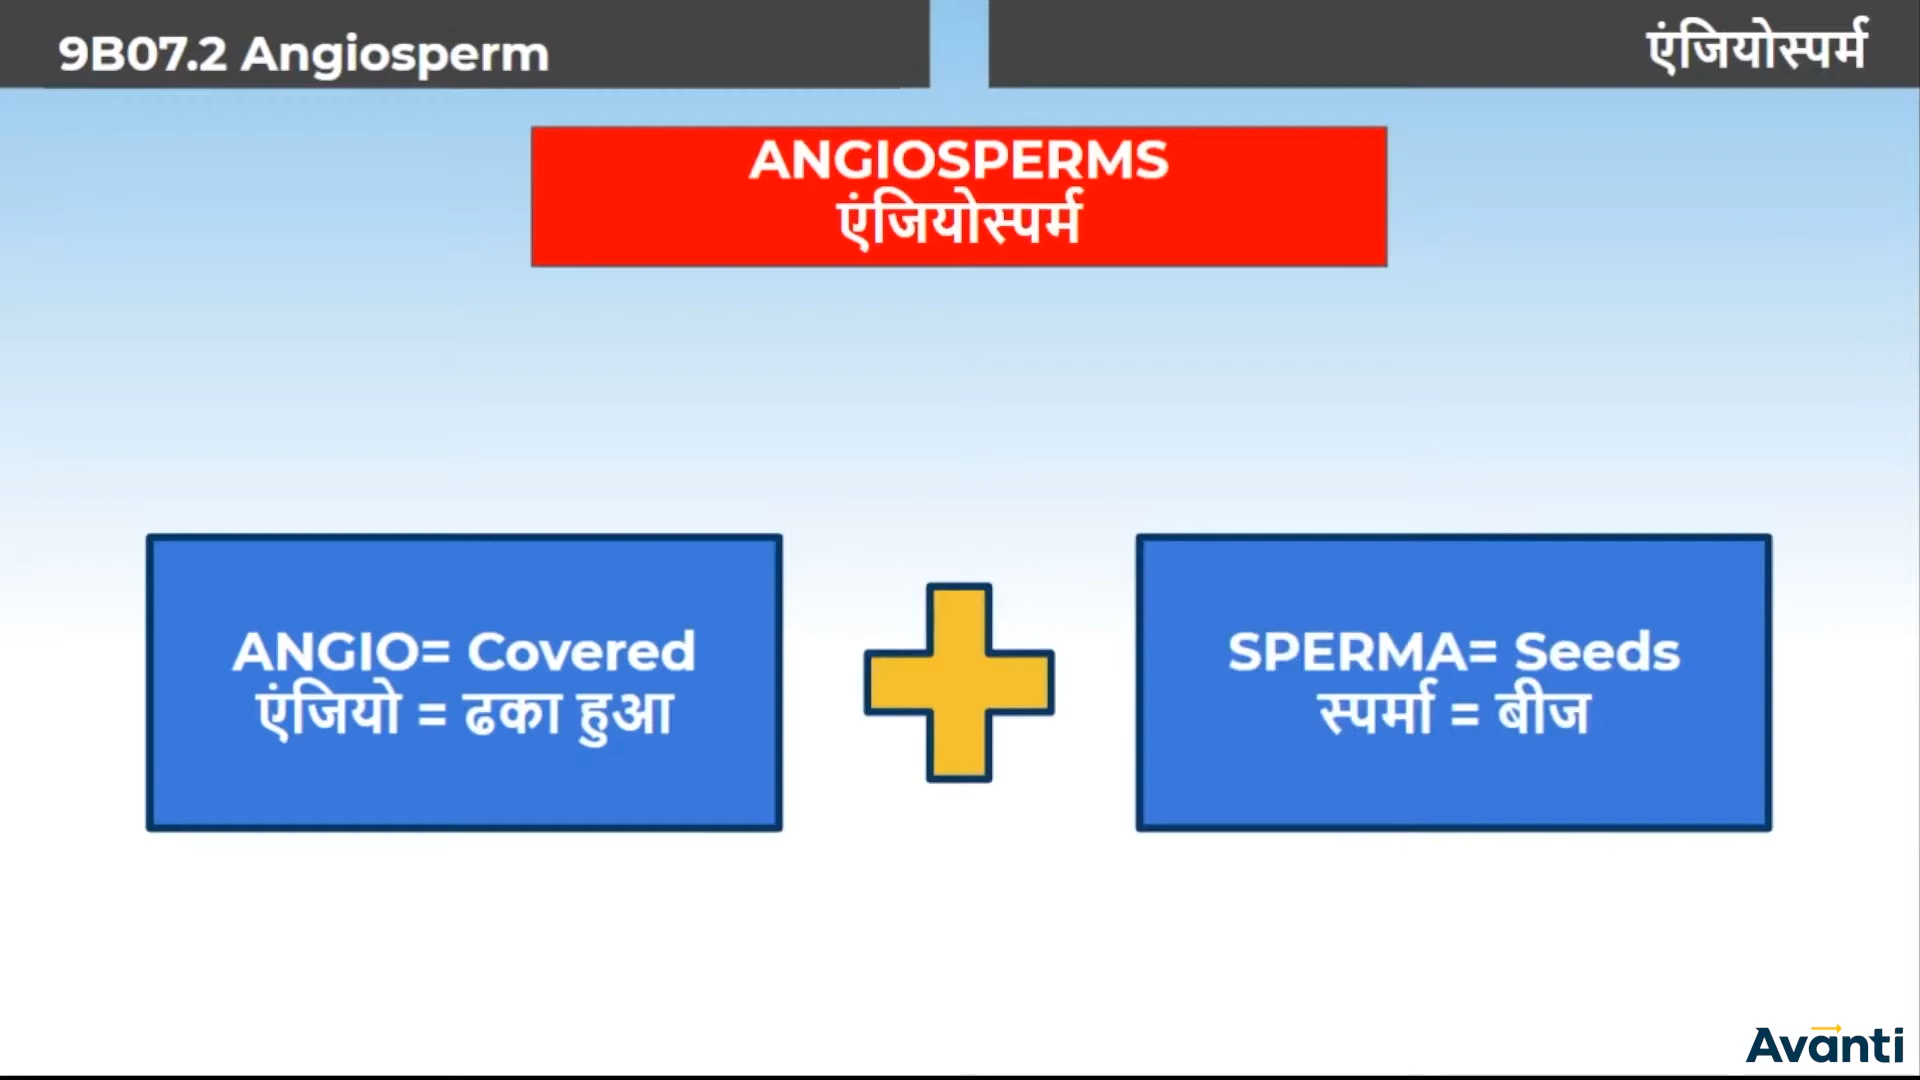 9B07.2 Angiosperm
एंजियोस्पर्म
ANGIOSPERMS
एंजियोस्पर्म
ANGIO= Covered
एंजियो = ढका हुआ
SPERMA= Seeds
स्पर्मा = बीज
Avanti